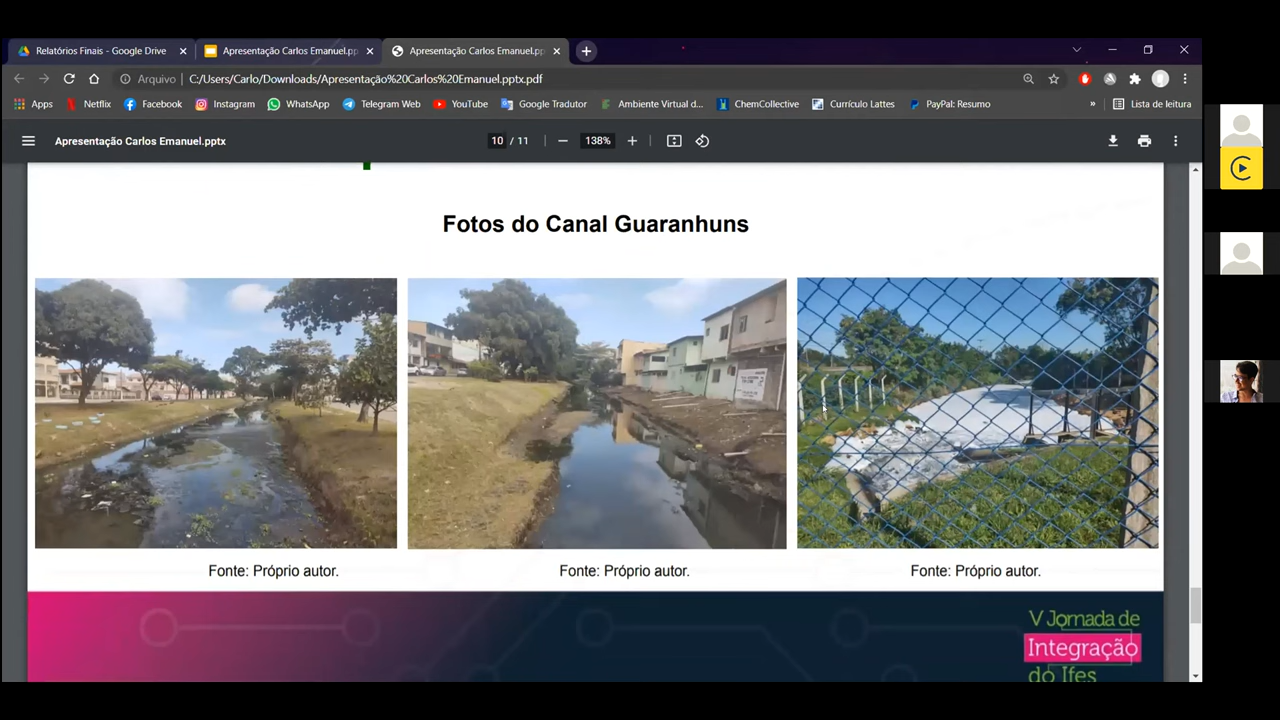 Relatórios Finais - Google Drive
Apresentação Carlos Emanuel.pp
Apresentação Carlos Emanuel.pp
Arquivo
C:/Users/Carlo/Downloads/Apresentação%20Carlos%20Emanuel.pptx.pdf
Apps
Netflix
Facebook
Instagram
WhatsApp
Telegram Web
YouTube
Google Tradutor
Ambiente Virtual d...
ChemCollective
Currículo Lattes
PayPal: Resumo
»
Lista de leitura
Apresentação Carlos Emanuel.pptx
10 / 11
138%
Fotos do Canal Guaranhuns
Fonte: Próprio autor.
Fonte: Próprio autor.
Fonte: Próprio autor.
V Jornada de
Integração
do Ifes